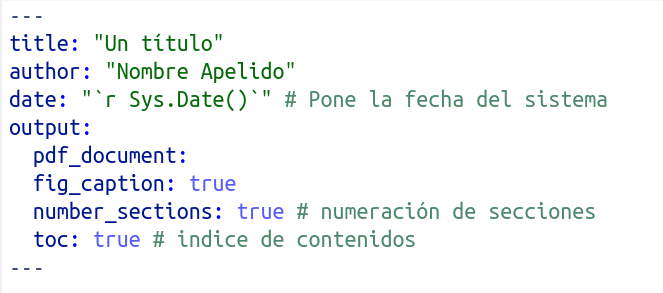 ---
title: "Un título"
author: "Nombre Apelido"
date: "`r Sys.Date()`" # Pone la fecha del sistema
output:
  pdf_document:
  fig_caption: true
  number_sections: true # numeración de secciones
  toc: true # indice de contenidos
---